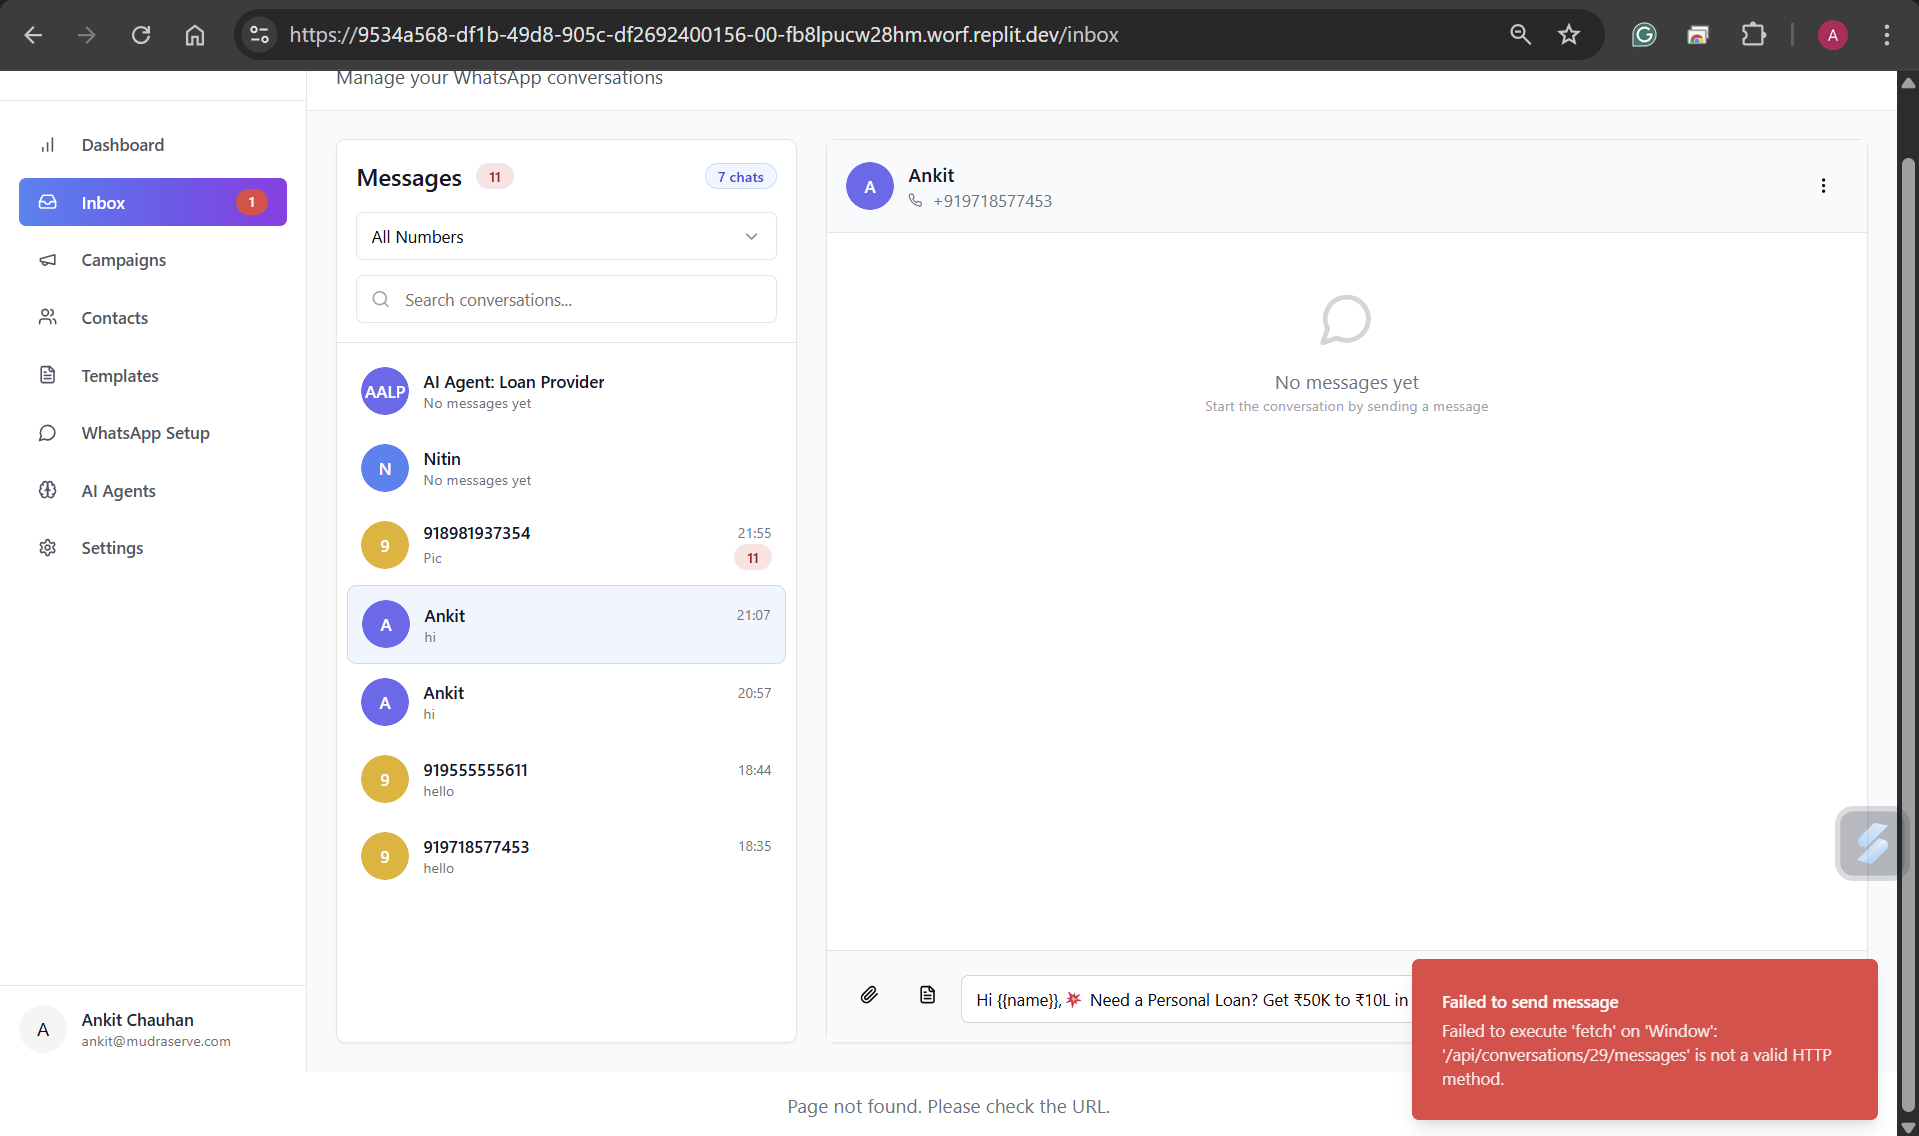 https://9534a568-df1b-49d8-905c-df2692400156-00-fb8lpucw28hm.worf.replit.dev/inbox
A
Manage your WhatsApp conversations
Dashboard
Inbox
1
Campaigns
Contacts
Templates
WhatsApp Setup
AI Agents
Settings
A
Ankit Chauhan
ankit@mudraserve.com
Messages
11
7 chats
All Numbers
Search conversations...
AALP
AI Agent: Loan Provider
No messages yet
N
Nitin
No messages yet
9
918981937354
21:55
Pic
11
A
Ankit
21:07
hi
A
Ankit
20:57
hi
9
919555555611
18:44
hello
9
919718577453
18:35
hello
A
Ankit
+919718577453
No messages yet
Start the conversation by sending a message
Hi {{name}},💥 Need a Personal Loan? Get ₹50K to ₹10L in
Failed to send message
Failed to execute 'fetch' on 'Window':
'/api/conversations/29/messages' is not a valid HTTP
method.
Page not found. Please check the URL.